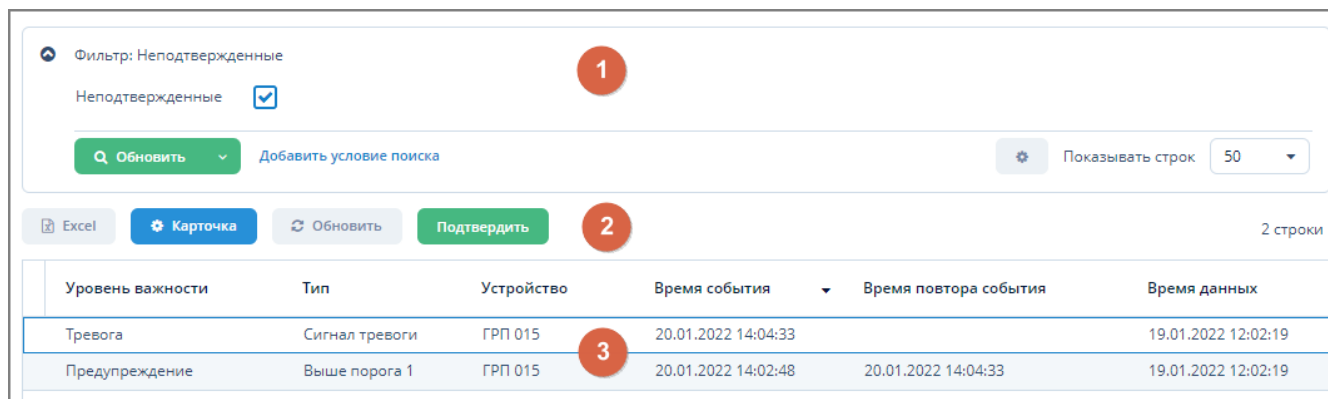 Фильтр: Неподтвержденные
1
Неподтвержденные
Обновить Добавить условие поиска Показывать строк 50
Excel Карточка Обновить Подтвердить 2 2 строки
Уровень важности Тип Устройство Время события Время повтора события Время данных
Тревога Сигнал тревоги ГРП 015 20.01.2022 14:04:33 19.01.2022 12:02:19
3
Предупреждение Выше порога 1 ГРП 015 20.01.2022 14:02:48 20.01.2022 14:04:33 19.01.2022 12:02:19